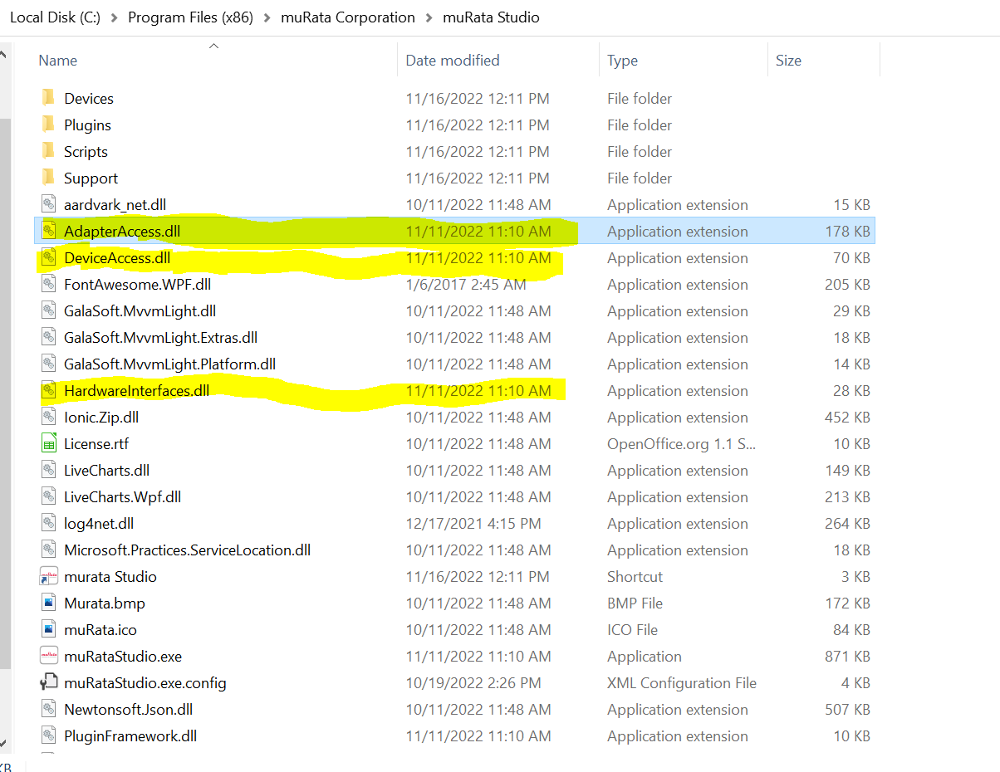 Local Disk (C:) > Program Files (x86) > muRata Corporation > muRata Studio
Name Date modified Type Size
Devices 11/16/2022 12:11 PM File folder
Plugins 11/16/2022 12:11 PM File folder
Scripts 11/16/2022 12:11 PM File folder
Support 11/16/2022 12:11 PM File folder
aardvark_net.dll 10/11/2022 11:48 AM Application extension 15 KB
AdapterAccess.dll 11/11/2022 11:10 AM Application extension 178 KB
DeviceAccess.dll 11/11/2022 11:10 AM Application extension 70 KB
FontAwesome.WPF.dll 1/6/2017 2:45 AM Application extension 205 KB
GalaSoft.MvvmLight.dll 10/11/2022 11:48 AM Application extension 29 KB
GalaSoft.MvvmLight.Extras.dll 10/11/2022 11:48 AM Application extension 18 KB
GalaSoft.MvvmLight.Platform.dll 10/11/2022 11:48 AM Application extension 14 KB
HardwareInterfaces.dll 11/11/2022 11:10 AM Application extension 28 KB
Ionic.Zip.dll 10/11/2022 11:48 AM Application extension 452 KB
License.rtf 10/11/2022 11:48 AM OpenOffice.org 1.1 S... 10 KB
LiveCharts.dll 10/11/2022 11:48 AM Application extension 149 KB
LiveCharts.Wpf.dll 10/11/2022 11:48 AM Application extension 213 KB
log4net.dll 12/17/2021 4:15 PM Application extension 264 KB
Microsoft.Practices.ServiceLocation.dll 10/11/2022 11:48 AM Application extension 18 KB
murata Studio 11/16/2022 12:11 PM Shortcut 3 KB
Murata.bmp 10/11/2022 11:48 AM BMP File 172 KB
muRata.ico 10/11/2022 11:48 AM ICO File 84 KB
muRataStudio.exe 11/11/2022 11:10 AM Application 871 KB
muRataStudio.exe.config 10/19/2022 2:26 PM XML Configuration File 4 KB
Newtonsoft.Json.dll 10/11/2022 11:48 AM Application extension 507 KB
PluginFramework.dll 11/11/2022 11:10 AM Application extension 10 KB
KB